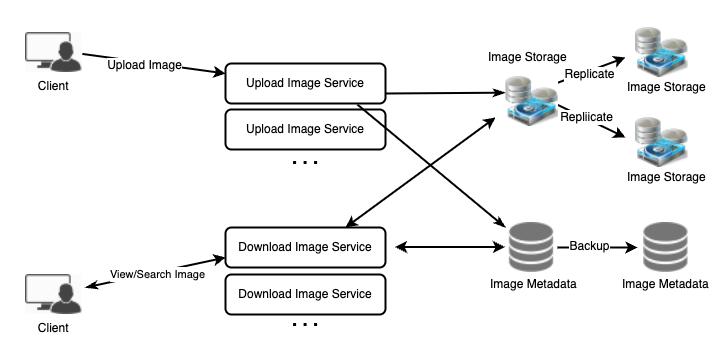 Client
Upload Image
Upload Image Service
Upload Image Service
...
Image Storage
Replicate
Image Storage
Repliicate
Image Storage
Client
View/Search Image
Download Image Service
Download Image Service
...
Image Metadata
Backup
Image Metadata